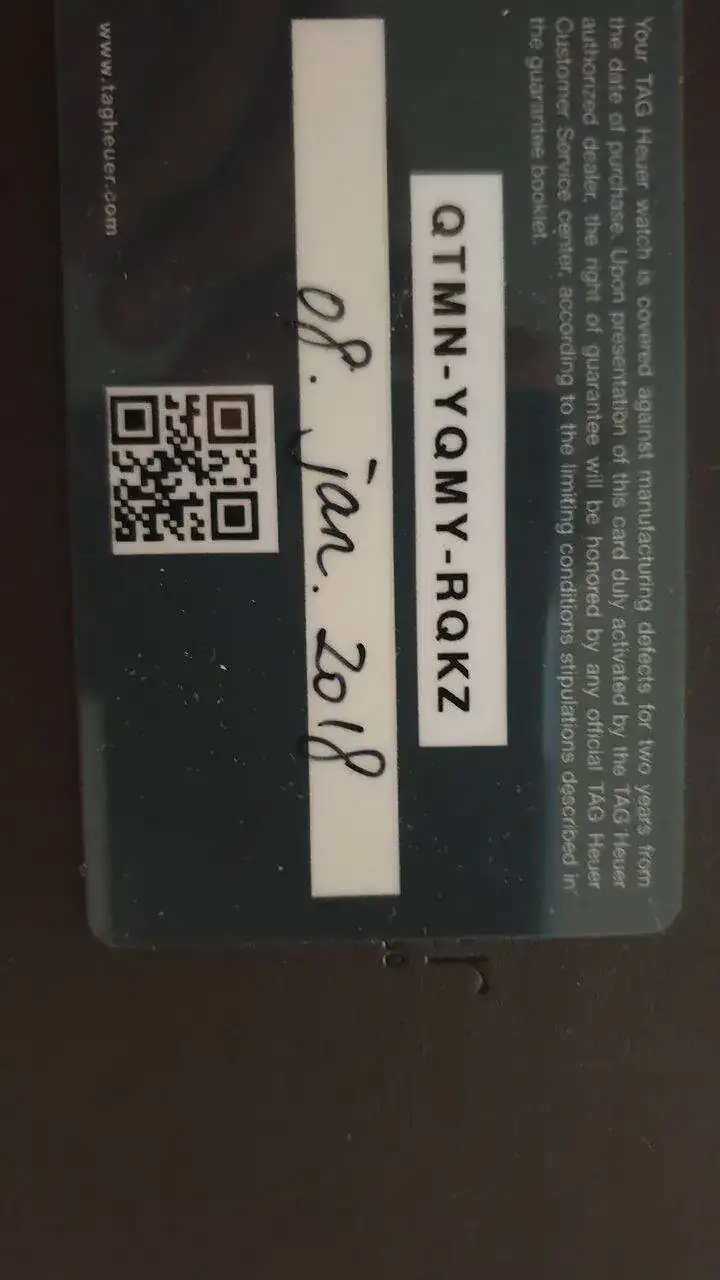 Your TAG Heuer watch is covered against manufacturing defects for two years from
the date of purchase. Upon presentation of this card duly activated by the TAG Heuer
authorized dealer, the right of guarantee will be honored by any official TAG Heuer
Customer Service center, according to the limiting conditions stipulations described in
the guarantee booklet.
QTMN-YQMY-RQKZ
08. jan. 2018
www.tagheuer.com
r